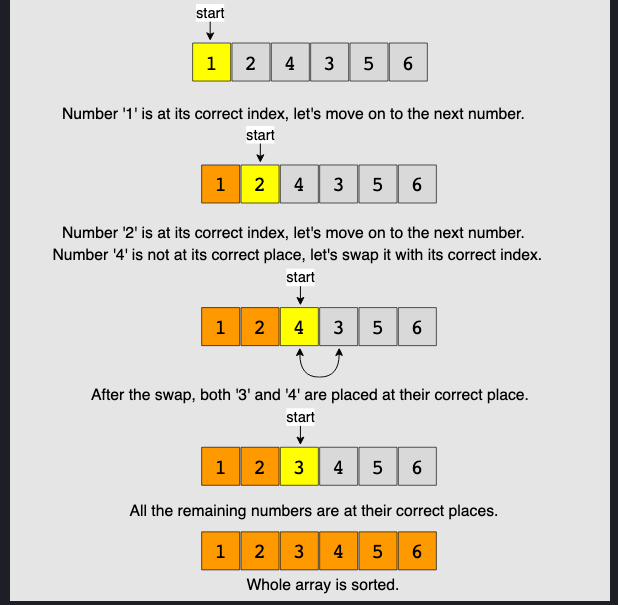 start
1 2 4 3 5 6
Number '1' is at its correct index, let's move on to the next number.
start
1 2 4 3 5 6
Number '2' is at its correct index, let's move on to the next number.
Number '4' is not at its correct place, let's swap it with its correct index.
start
1 2 4 3 5 6
After the swap, both '3' and '4' are placed at their correct place.
start
1 2 3 4 5 6
All the remaining numbers are at their correct places.
1 2 3 4 5 6
Whole array is sorted.